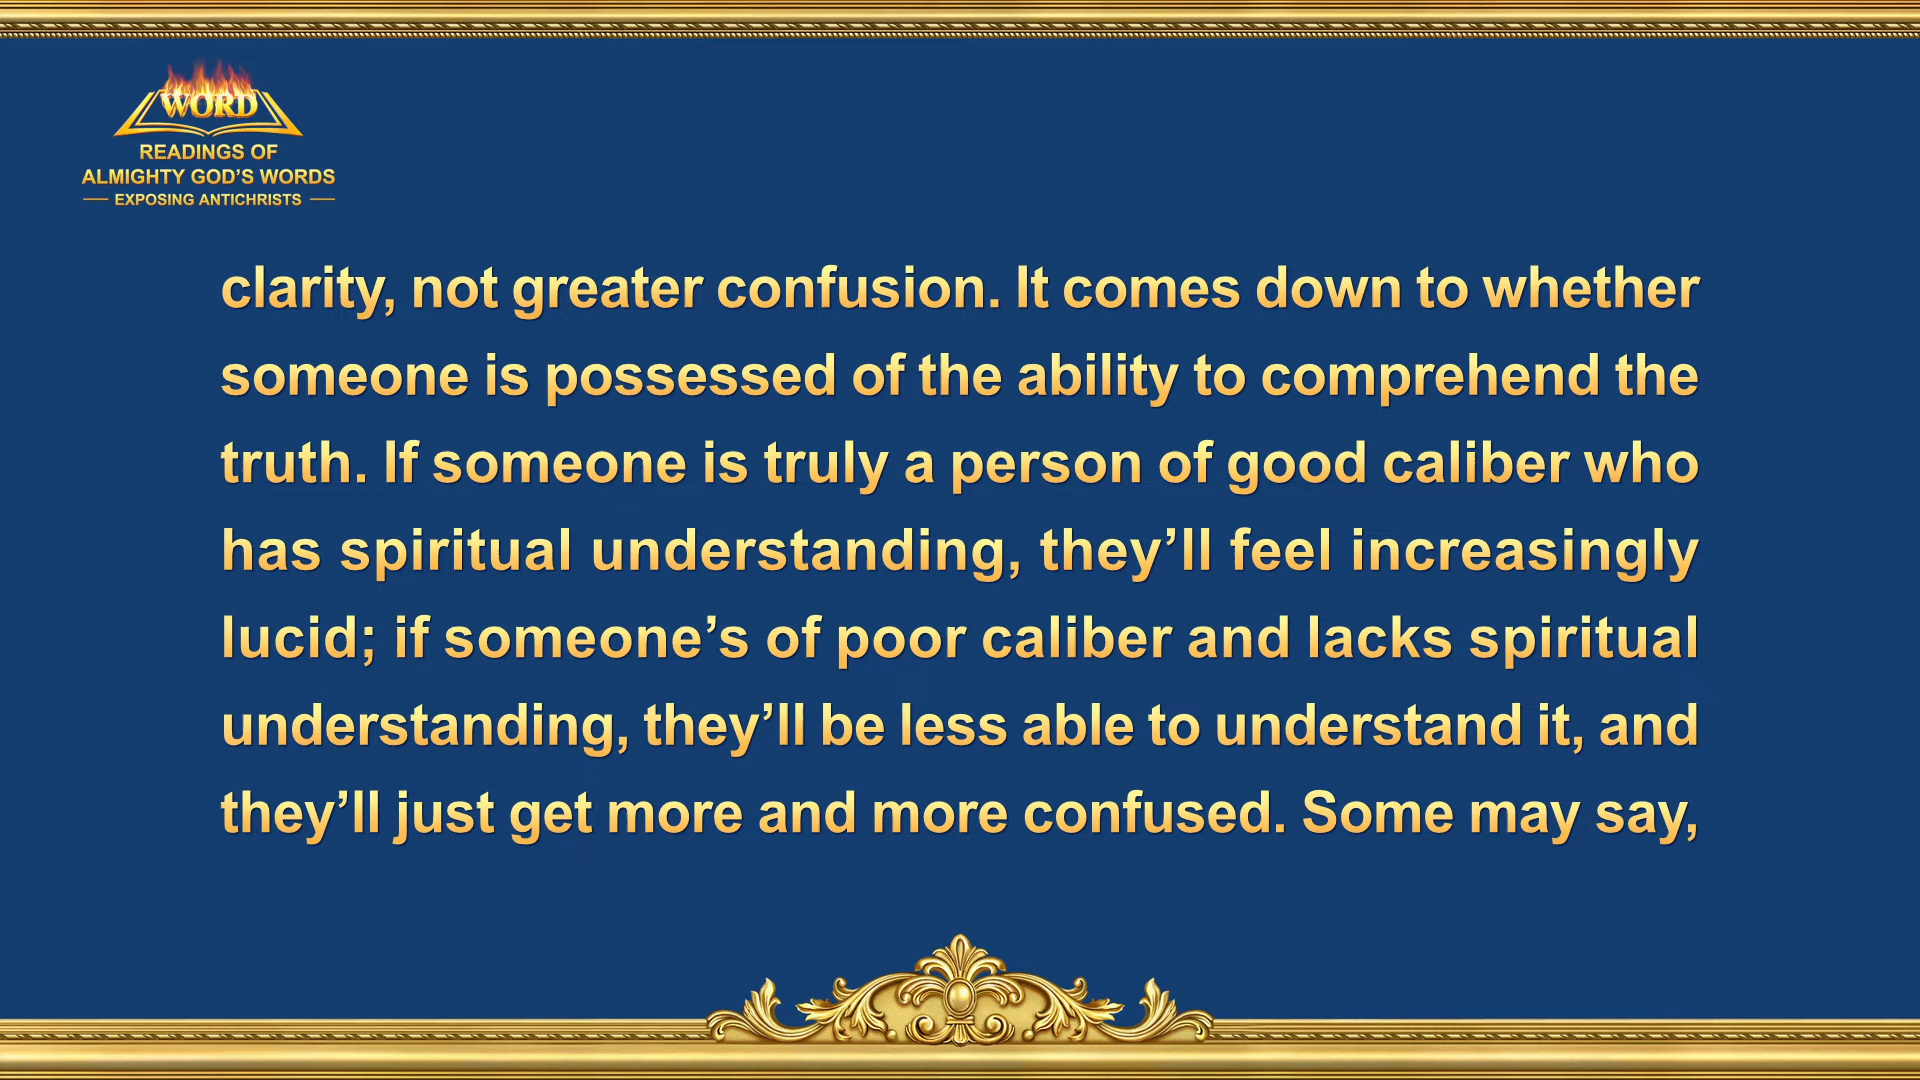 WORD
READINGS OF
ALMIGHTY GOD’S WORDS
EXPOSING ANTICHRISTS
clarity, not greater confusion. It comes down to whether
someone is possessed of the ability to comprehend the
truth. If someone is truly a person of good caliber who
has spiritual understanding, they’ll feel increasingly
lucid; if someone’s of poor caliber and lacks spiritual
understanding, they’ll be less able to understand it, and
they’ll just get more and more confused. Some may say,